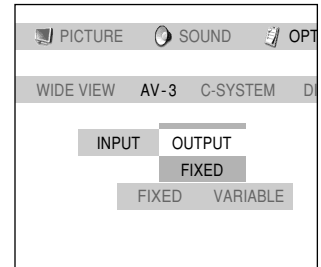 PICTURE SOUND OPT
WIDE VIEW AV-3 C-SYSTEM
INPUT OUTPUT
FIXED
FIXED VARIABLE